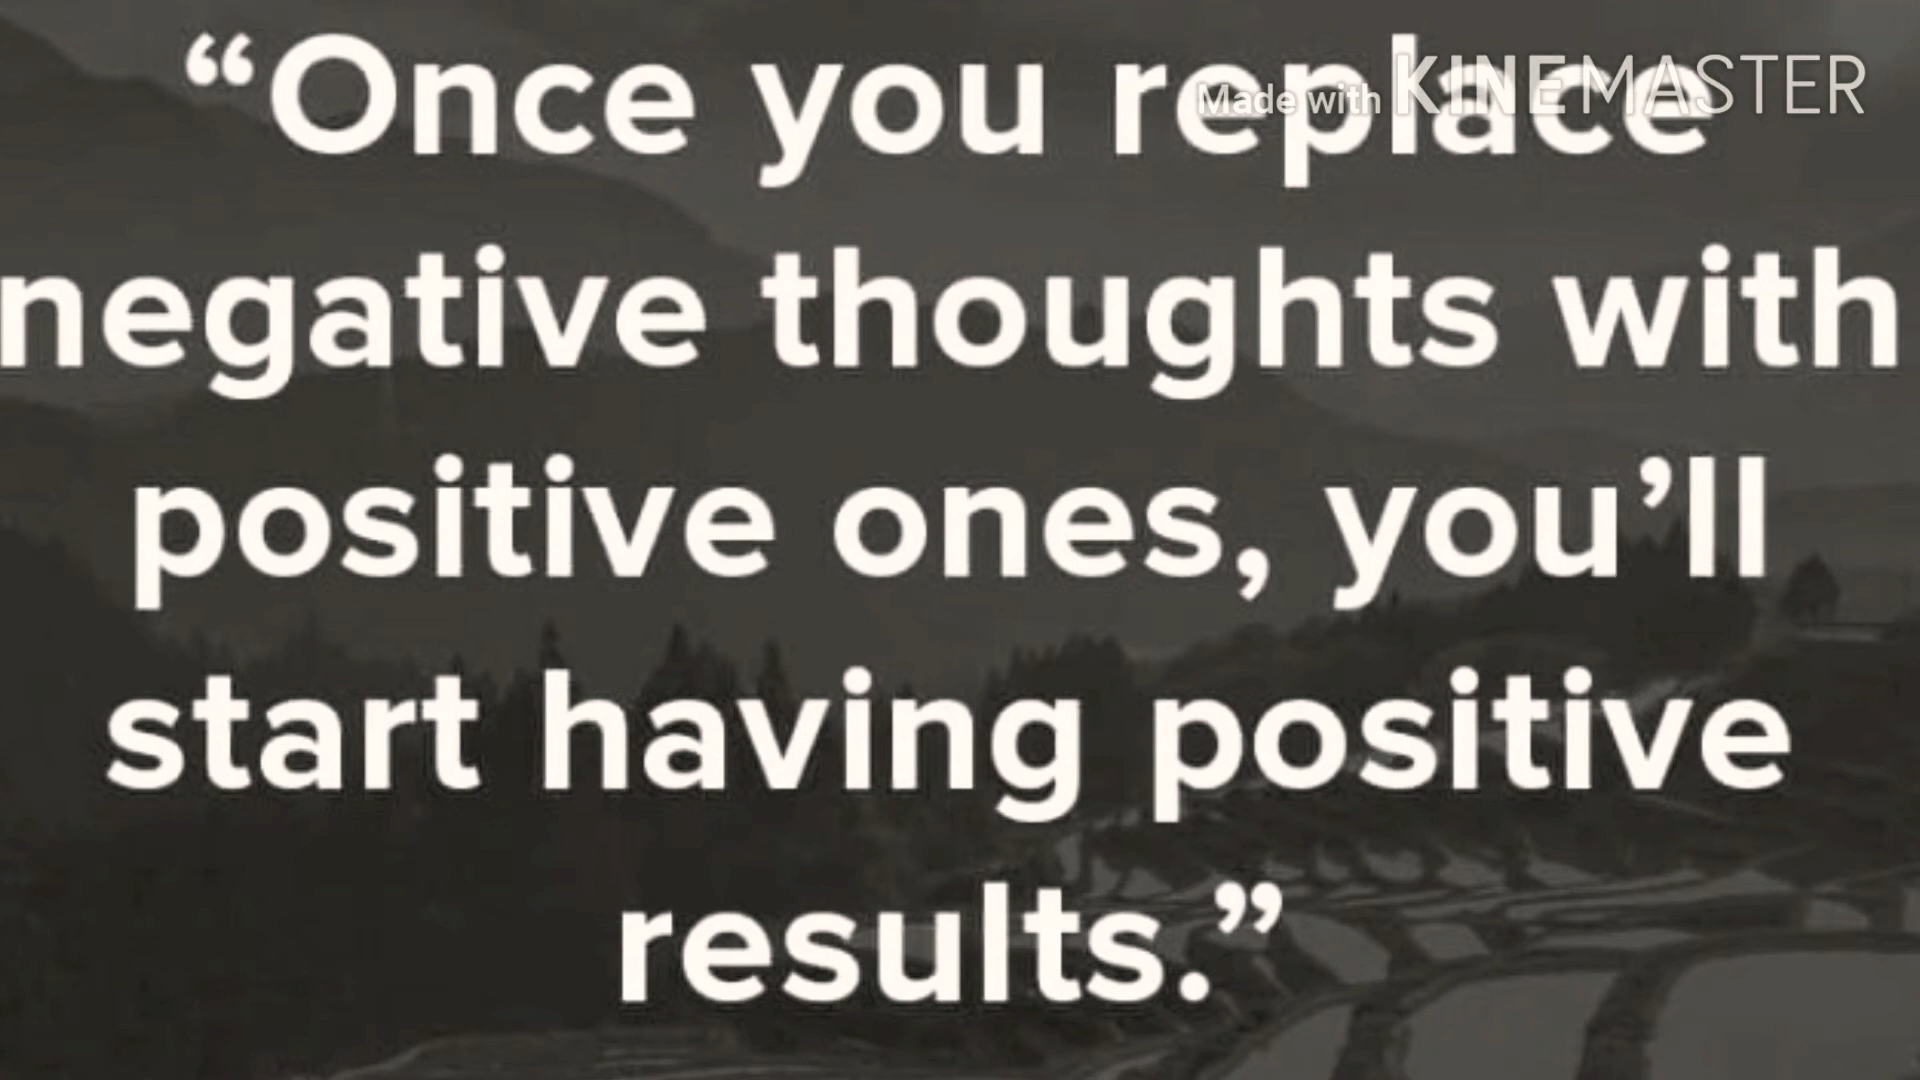 “Once you replace
Made with KINEMASTER
negative thoughts with
positive ones, you’ll
start having positive
results.”